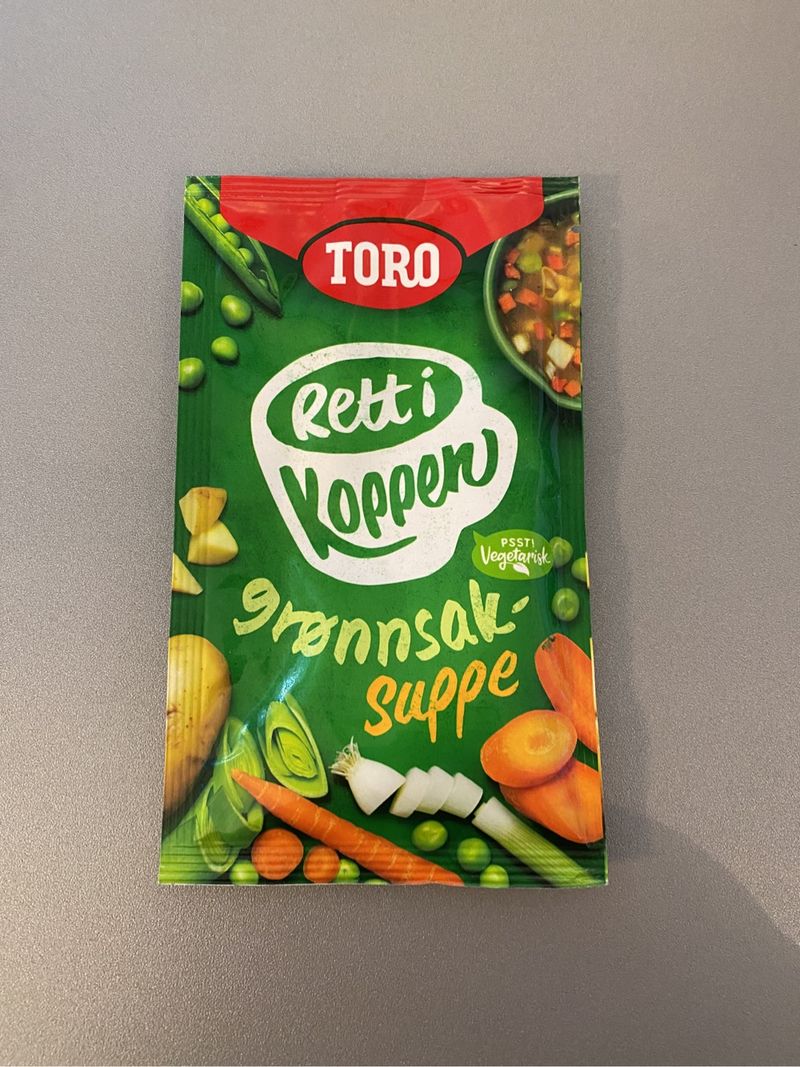 TORO
Rett i
Koppen
PSST!
Vegetarisk
grønnsak-
suppe